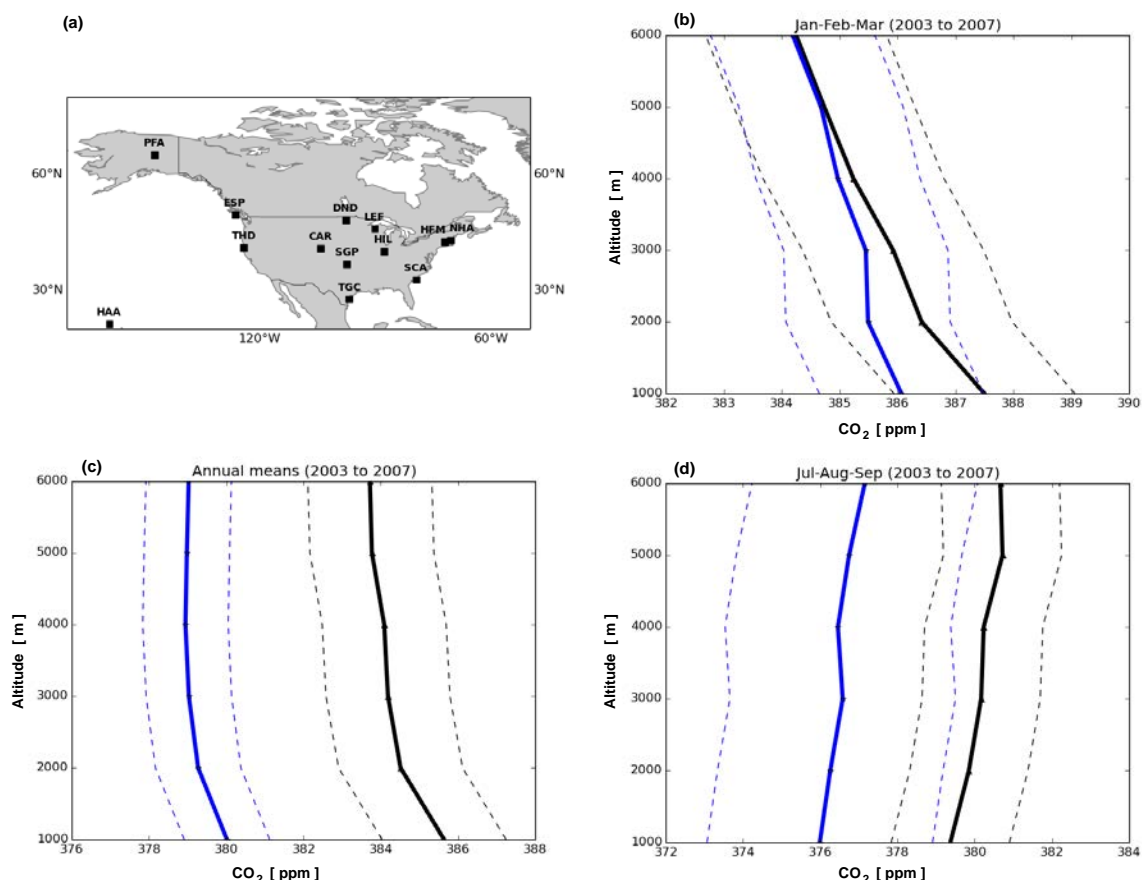 (a)
PFA
60°N 60°N
ESP
DND
LEF
THD
CAR
HIL
HFM NHA
SGP
SCA
TGC
30°N 30°N
HAA
120°W 60°W
(b)
Jan-Feb-Mar (2003 to 2007)
6000
5000
4000
3000
2000
1000
Altitude [ m ]
382 383 384 385 386 387 388 389 390
CO2 [ ppm ]
(c)
Annual means (2003 to 2007)
6000
5000
4000
3000
2000
1000
Altitude [ m ]
376 378 380 382 384 386 388
CO2 [ ppm ]
(d)
Jul-Aug-Sep (2003 to 2007)
6000
5000
4000
3000
2000
1000
Altitude [ m ]
372 374 376 378 380 382 384
CO2 [ ppm ]